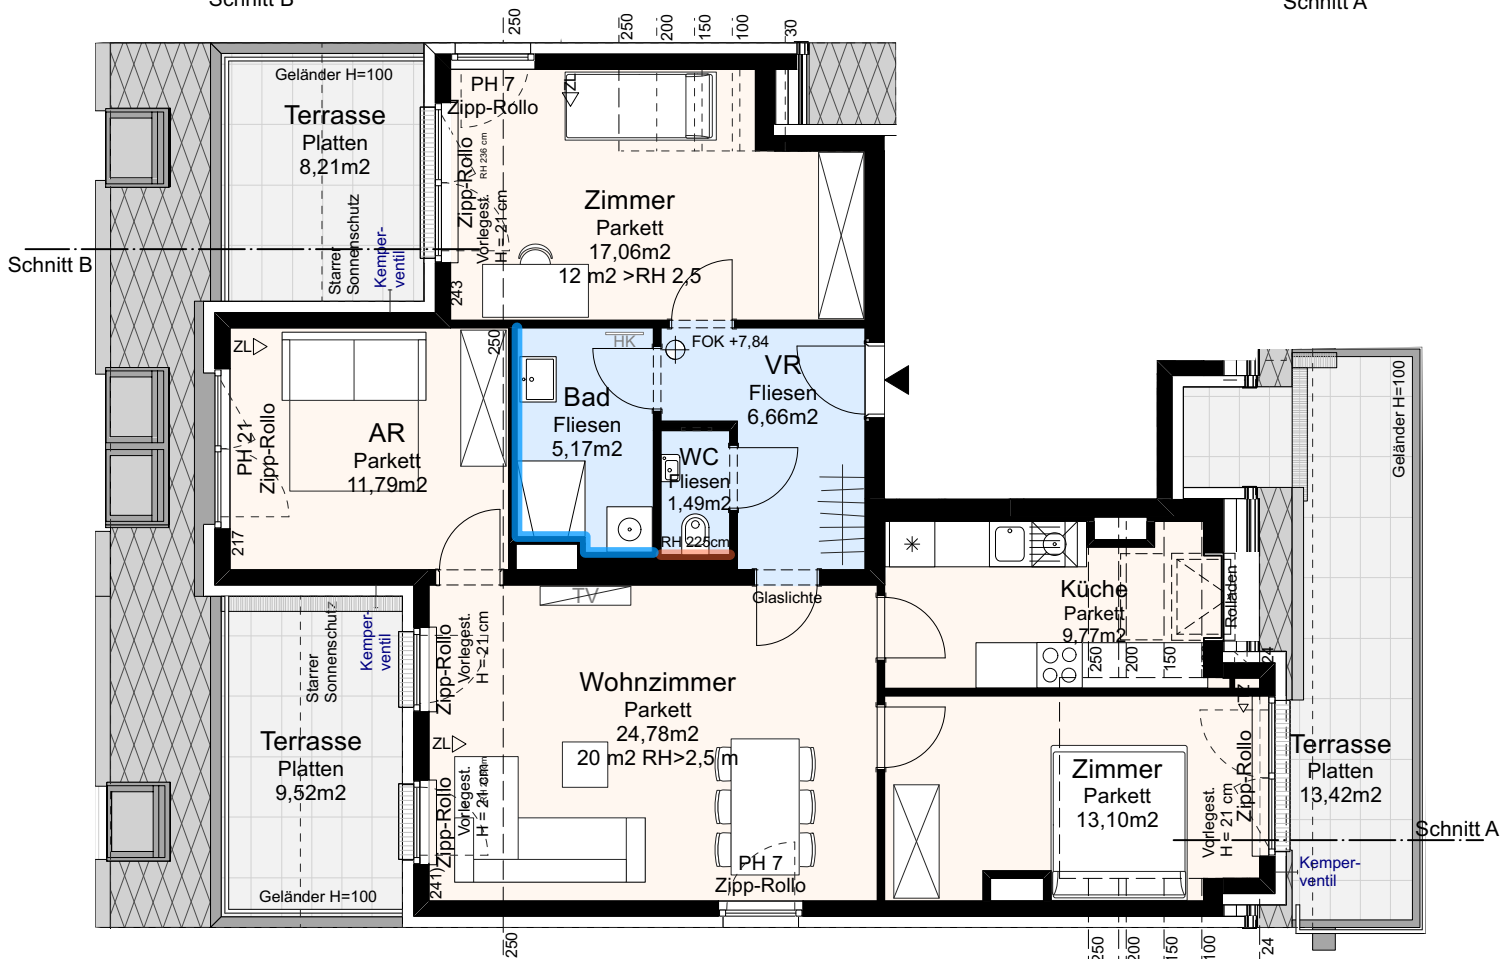 Schnitt B
Schnitt A
250
250
200
150
100
30
Geländer H=100
Terrasse
Platten
8,21m2
Starrer
Sonnenschutz
Kemper-
ventil
Schnitt B
PH 7
Zipp-Rollo
ZL
Zipp-Rollo
RH 236 cm
Vorlegest.
H = 21 cm
243
Zimmer
Parkett
17,06m2
12 m2 >RH 2,5
ZL
250
AR
Parkett
11,79m2
PH 21
Zipp-Rollo
217
HK
Bad
Fliesen
5,17m2
FOK +7,84
VR
Fliesen
6,66m2
WC
Fliesen
1,49m2
RH 225cm
Glaslichte
TV
Küche
Parkett
9,77m2
250
200
150
Rolladen
24
Geländer H=100
Starrer
Sonnenschutz
Kemper-
ventil
Terrasse
Platten
9,52m2
Geländer H=100
Zipp-Rollo
Vorlegest.
H = 21 cm
ZL
Zipp-Rollo
Vorlegest.
H = 21 cm
241)
Wohnzimmer
Parkett
24,78m2
20 m2 RH>2,5 m
PH 7
Zipp-Rollo
Zimmer
Parkett
13,10m2
ZL
Zipp-Rollo
Vorlegest.
H = 21 cm
Terrasse
Platten
13,42m2
Schnitt A
Kemper-
ventil
250
250
200
150
100
24